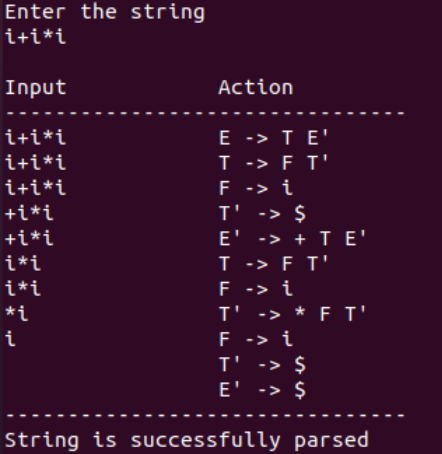 Enter the string
i+i*i
Input Action
--------------------------------
i+i*i E -> T E'
i+i*i T -> F T'
i+i*i F -> i
+i*i T' -> $
+i*i E' -> + T E'
i*i T -> F T'
i*i F -> i
*i T' -> * F T'
i F -> i
T' -> $
E' -> $
--------------------------------
String is successfully parsed